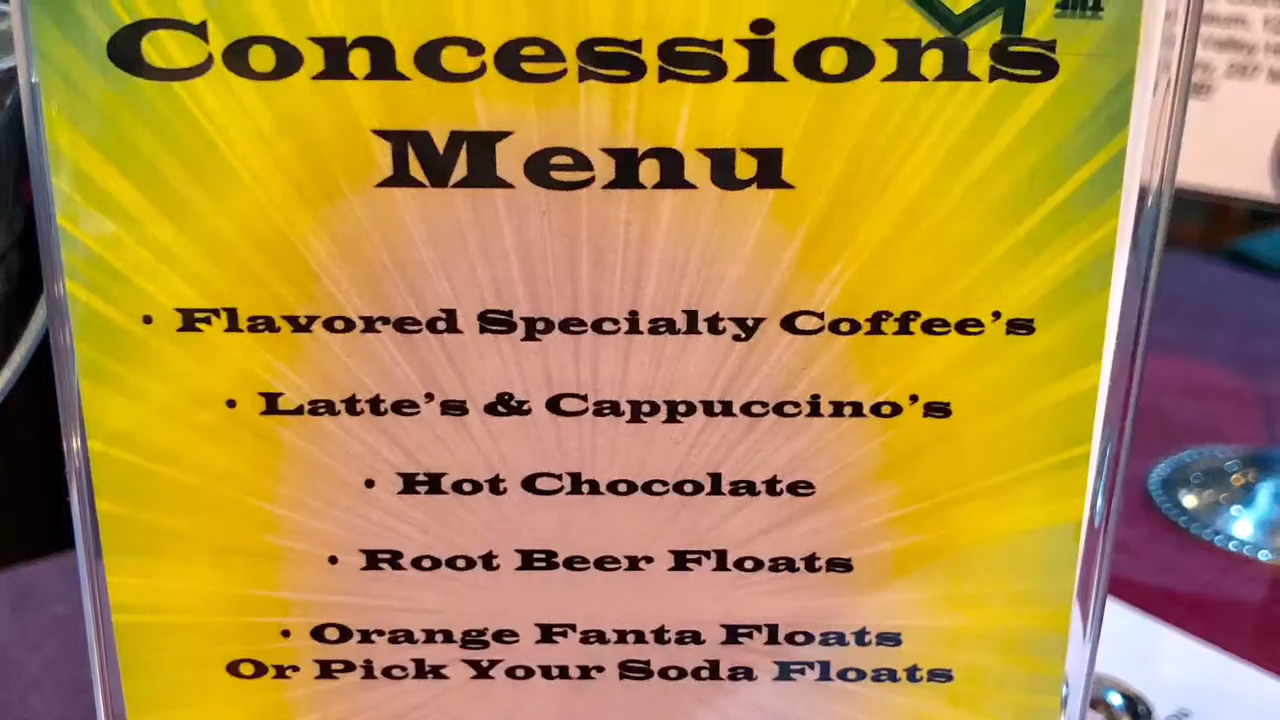 Concessions
Menu
• Flavored Specialty Coffee's
• Latte's & Cappuccino's
• Hot Chocolate
• Root Beer Floats
• Orange Fanta Floats
Or Pick Your Soda Floats